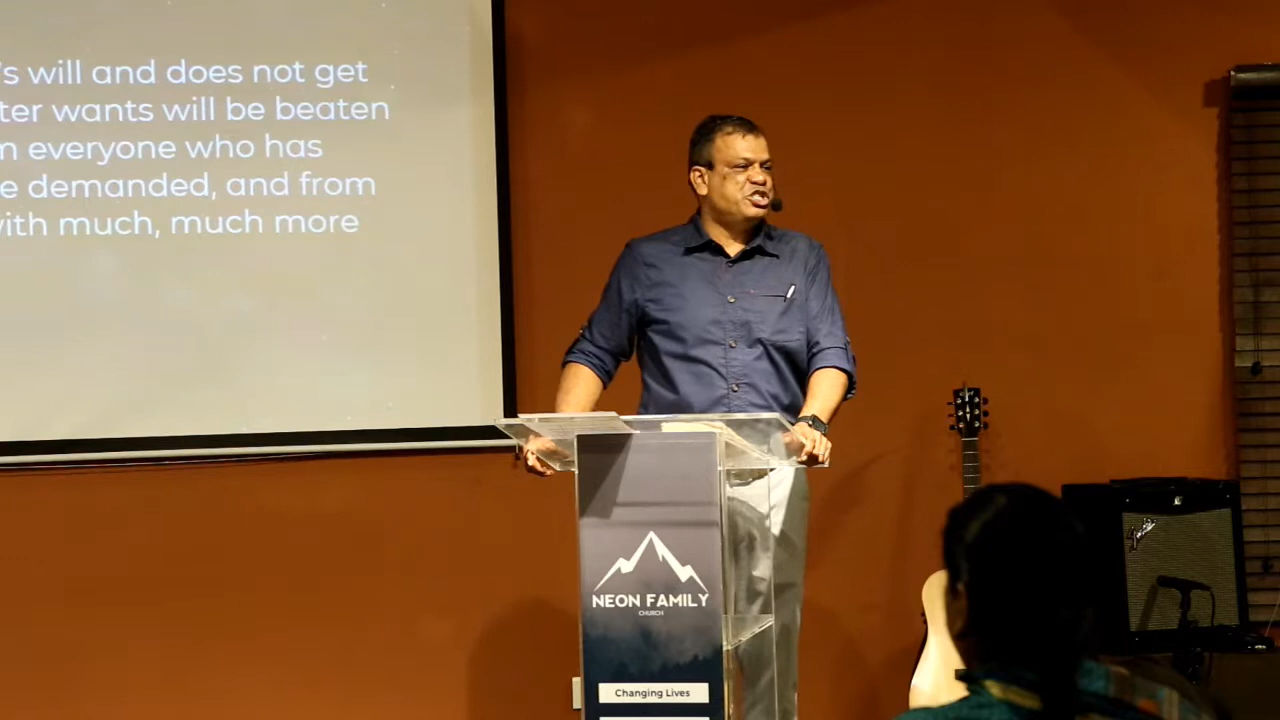 's will and does not get
ter wants will be beaten
m everyone who has
e demanded, and from
with much, much more
NEON FAMILY
CHURCH
Changing Lives
Fender